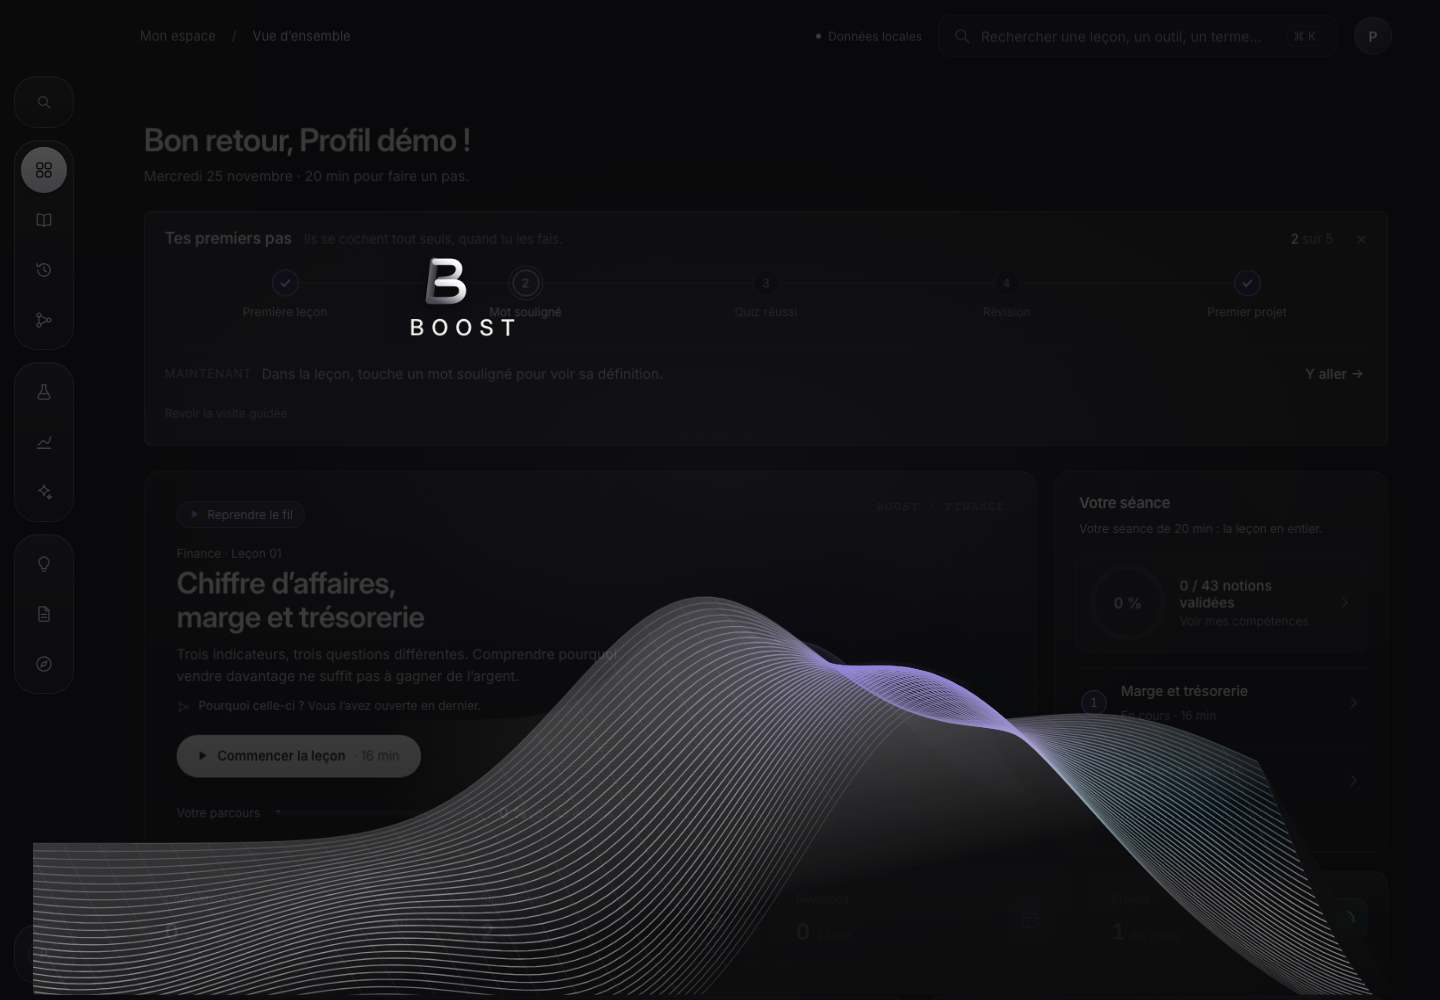 Mon espace / Vue d’ensemble
Données locales
Rechercher une leçon, un outil, un terme...
⌘ K
P
Bon retour, Profil démo !
Mercredi 25 novembre · 20 min pour faire un pas.
Tes premiers pas Ils se cochent tout seuls, quand tu les fais.
2 sur 5 ×
2
3
4
Première leçon
Mot souligné
Quiz réussi
Révision
Premier projet
B
BOOST
MAINTENANT Dans la leçon, touche un mot souligné pour voir sa définition.
Y aller →
Revoir la visite guidée
Reprendre le fil
BOOST / FINANCE
Finance · Leçon 01
Chiffre d’affaires,
marge et trésorerie
Trois indicateurs, trois questions différentes. Comprendre pourquoi
vendre davantage ne suffit pas à gagner de l’argent.
Pourquoi celle-ci ? Vous l’avez ouverte en dernier.
Commencer la leçon · 16 min
Votre parcours
Votre séance
Votre séance de 20 min : la leçon en entier.
0 %
0 / 43 notions
validées
Voir mes compétences
1
Marge et trésorerie
En cours · 16 min
Révisions
0
Projets
1